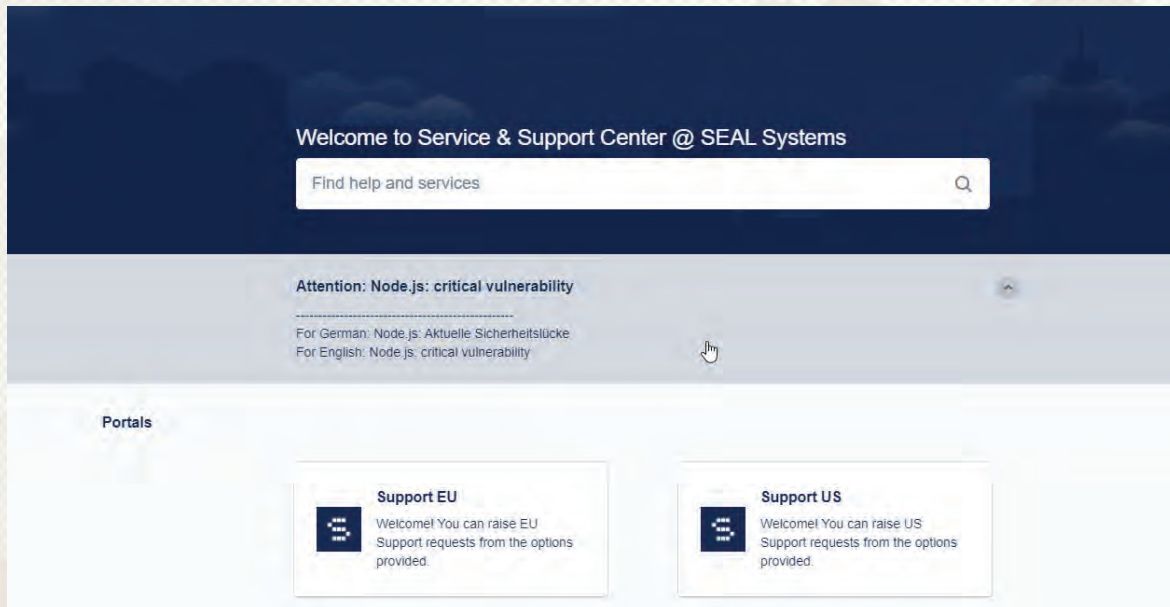 Welcome to Service & Support Center @ SEAL Systems
Find help and services
Attention: Node.js: critical vulnerability
--------------------------------------------------
For German: Node.js: Aktuelle Sicherheitslücke
For English: Node.js: critical vulnerability
Portals
Support EU
Welcome! You can raise EU
Support requests from the options
provided.
Support US
Welcome! You can raise US
Support requests from the options
provided.